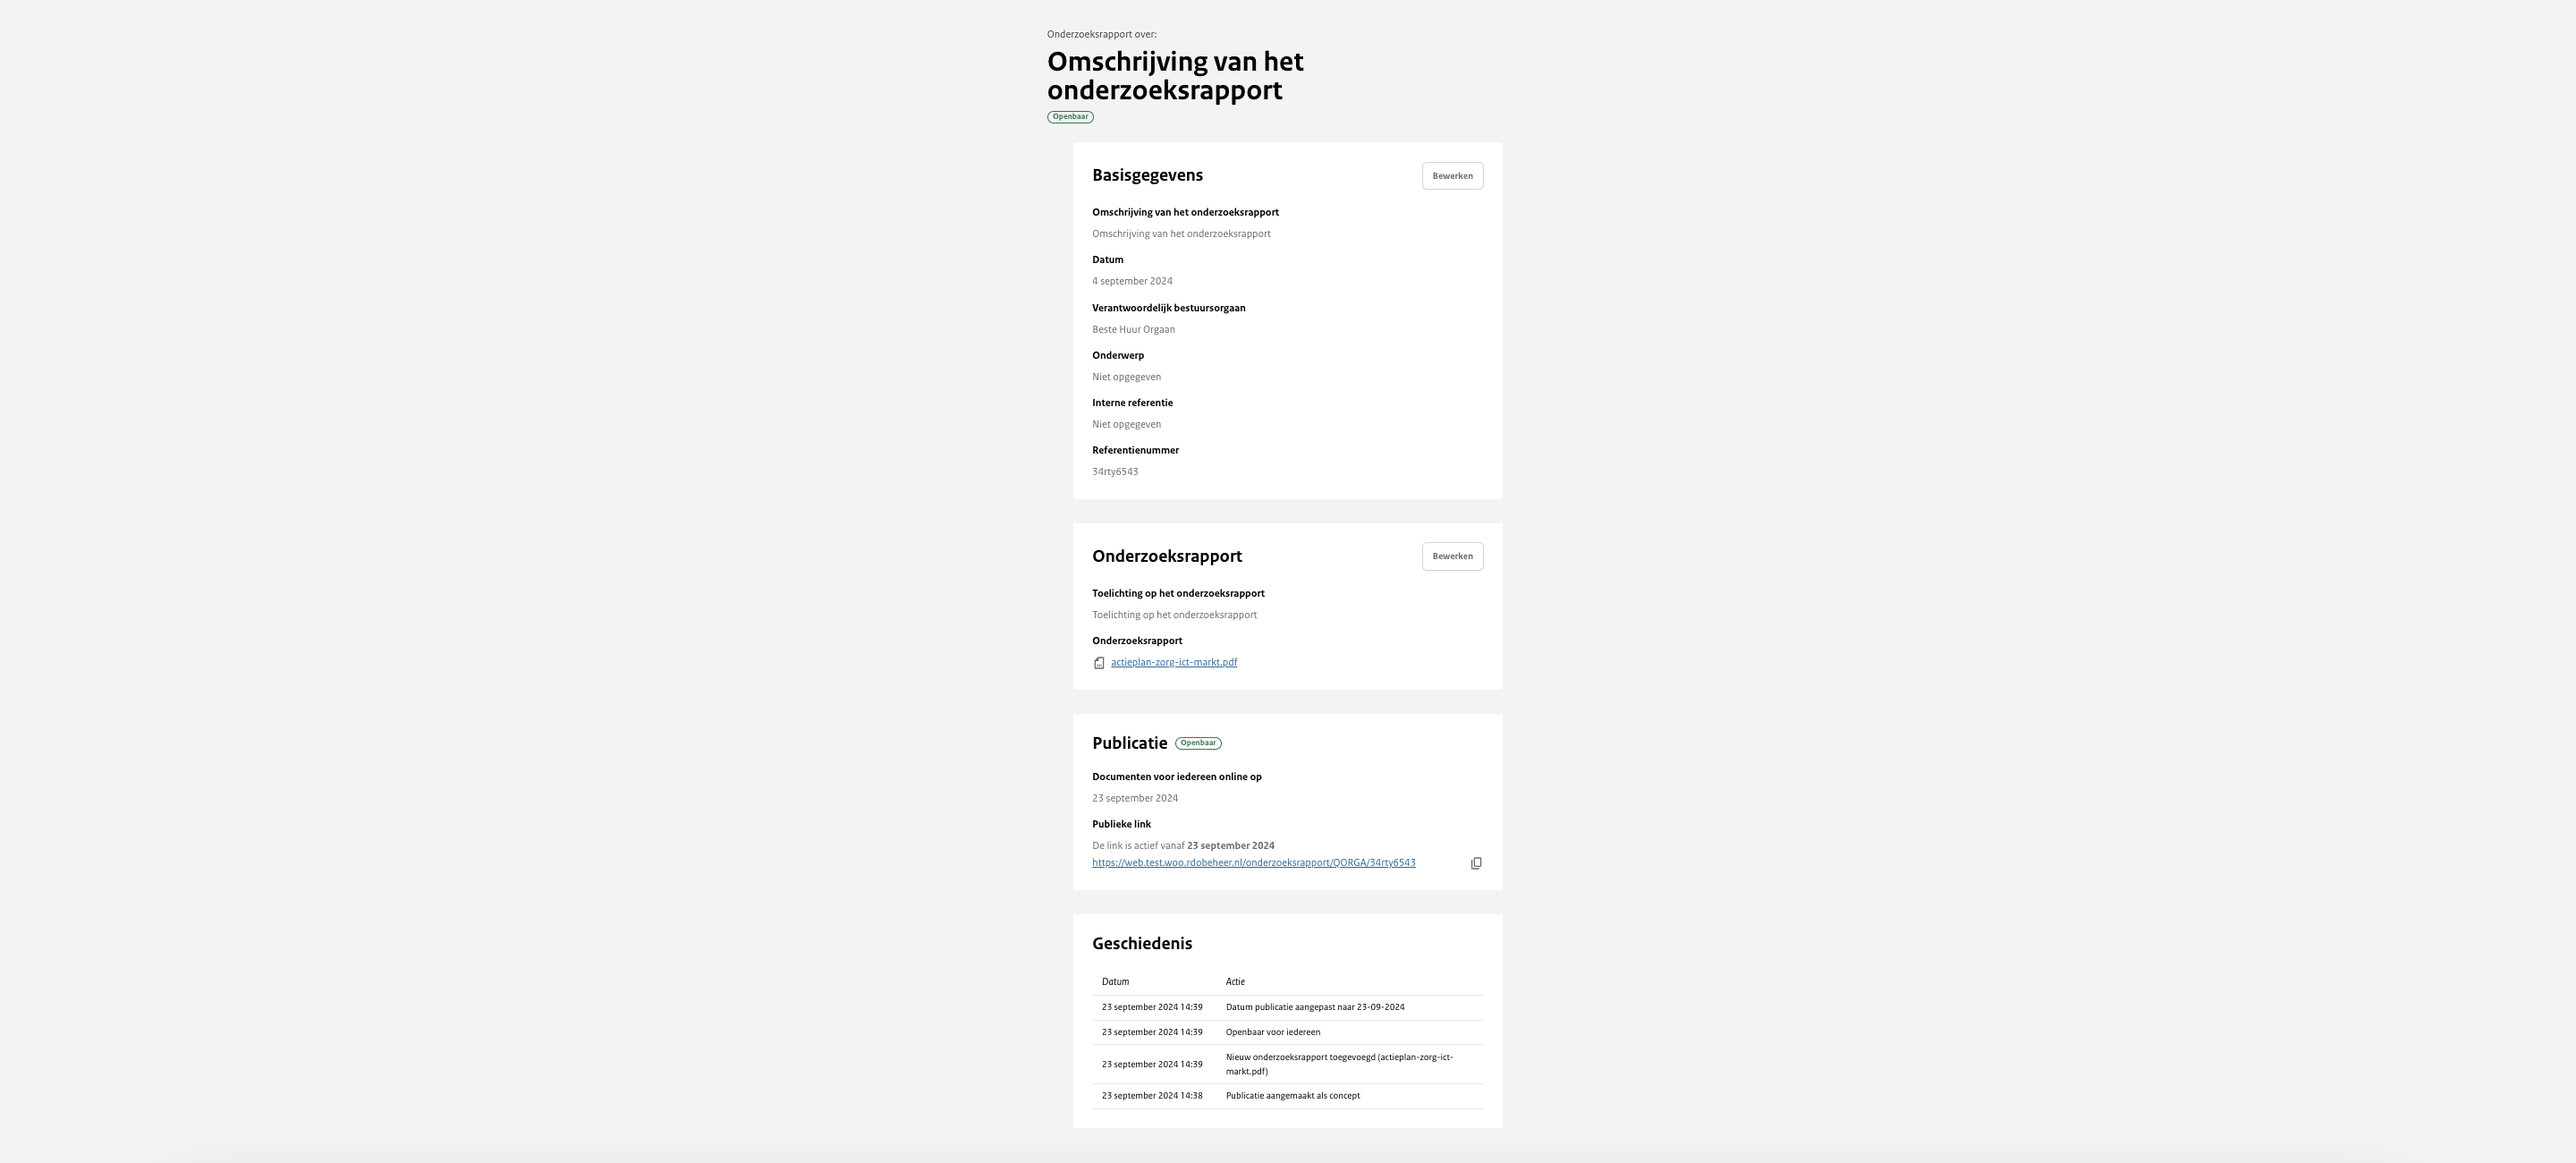 Onderzoeksrapport over:
Omschrijving van het
onderzoeksrapport
Openbaar
Basisgegevens
Bewerken
Omschrijving van het onderzoeksrapport
Omschrijving van het onderzoeksrapport
Datum
4 september 2024
Verantwoordelijk bestuursorgaan
Beste Huur Orgaan
Onderwerp
Niet opgegeven
Interne referentie
Niet opgegeven
Referentienummer
34rty6543
Onderzoeksrapport
Bewerken
Toelichting op het onderzoeksrapport
Toelichting op het onderzoeksrapport
Onderzoeksrapport
actieplan-zorg-ict-markt.pdf
Publicatie Openbaar
Documenten voor iedereen online op
23 september 2024
Publieke link
De link is actief vanaf 23 september 2024
https://web.test.woo.rdobeheer.nl/onderzoeksrapport/QORGA/34rty6543
Geschiedenis
Datum Actie
23 september 2024 14:39 Datum publicatie aangepast naar 23-09-2024
23 september 2024 14:39 Openbaar voor iedereen
23 september 2024 14:39 Nieuw onderzoeksrapport toegevoegd (actieplan-zorg-ict-
markt.pdf)
23 september 2024 14:38 Publicatie aangemaakt als concept